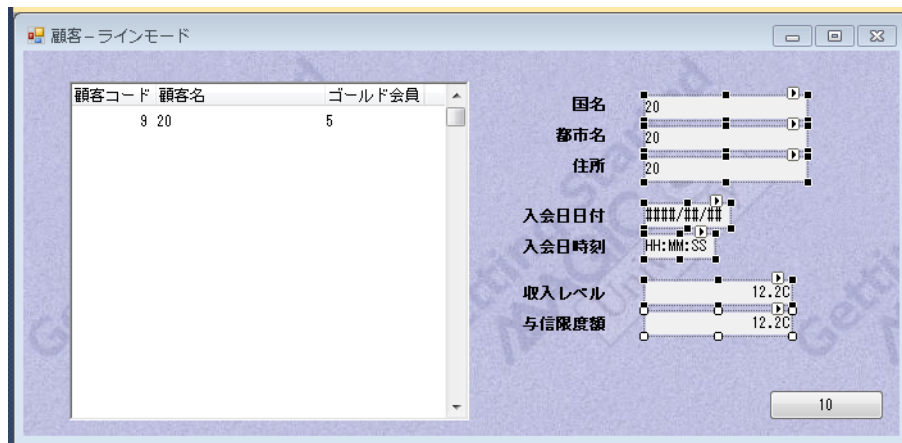 顧客－ラインモード
顧客コード 顧客名 ゴールド会員
9 20 5
国名 20
都市名 20
住所 20
入会日日付 ####/##/##
入会日時刻 HH:MM:SS
収入レベル 12.2C
与信限度額 12.2C
10
Getting Started